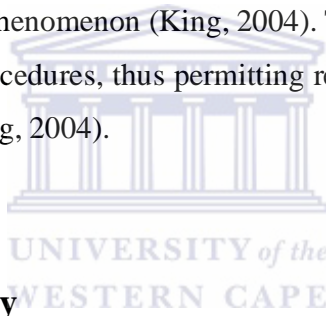 henomenon (King, 2004). T
cedures, thus permitting re
g, 2004).
UNIVERSITY of the
y
WESTERN CAPE